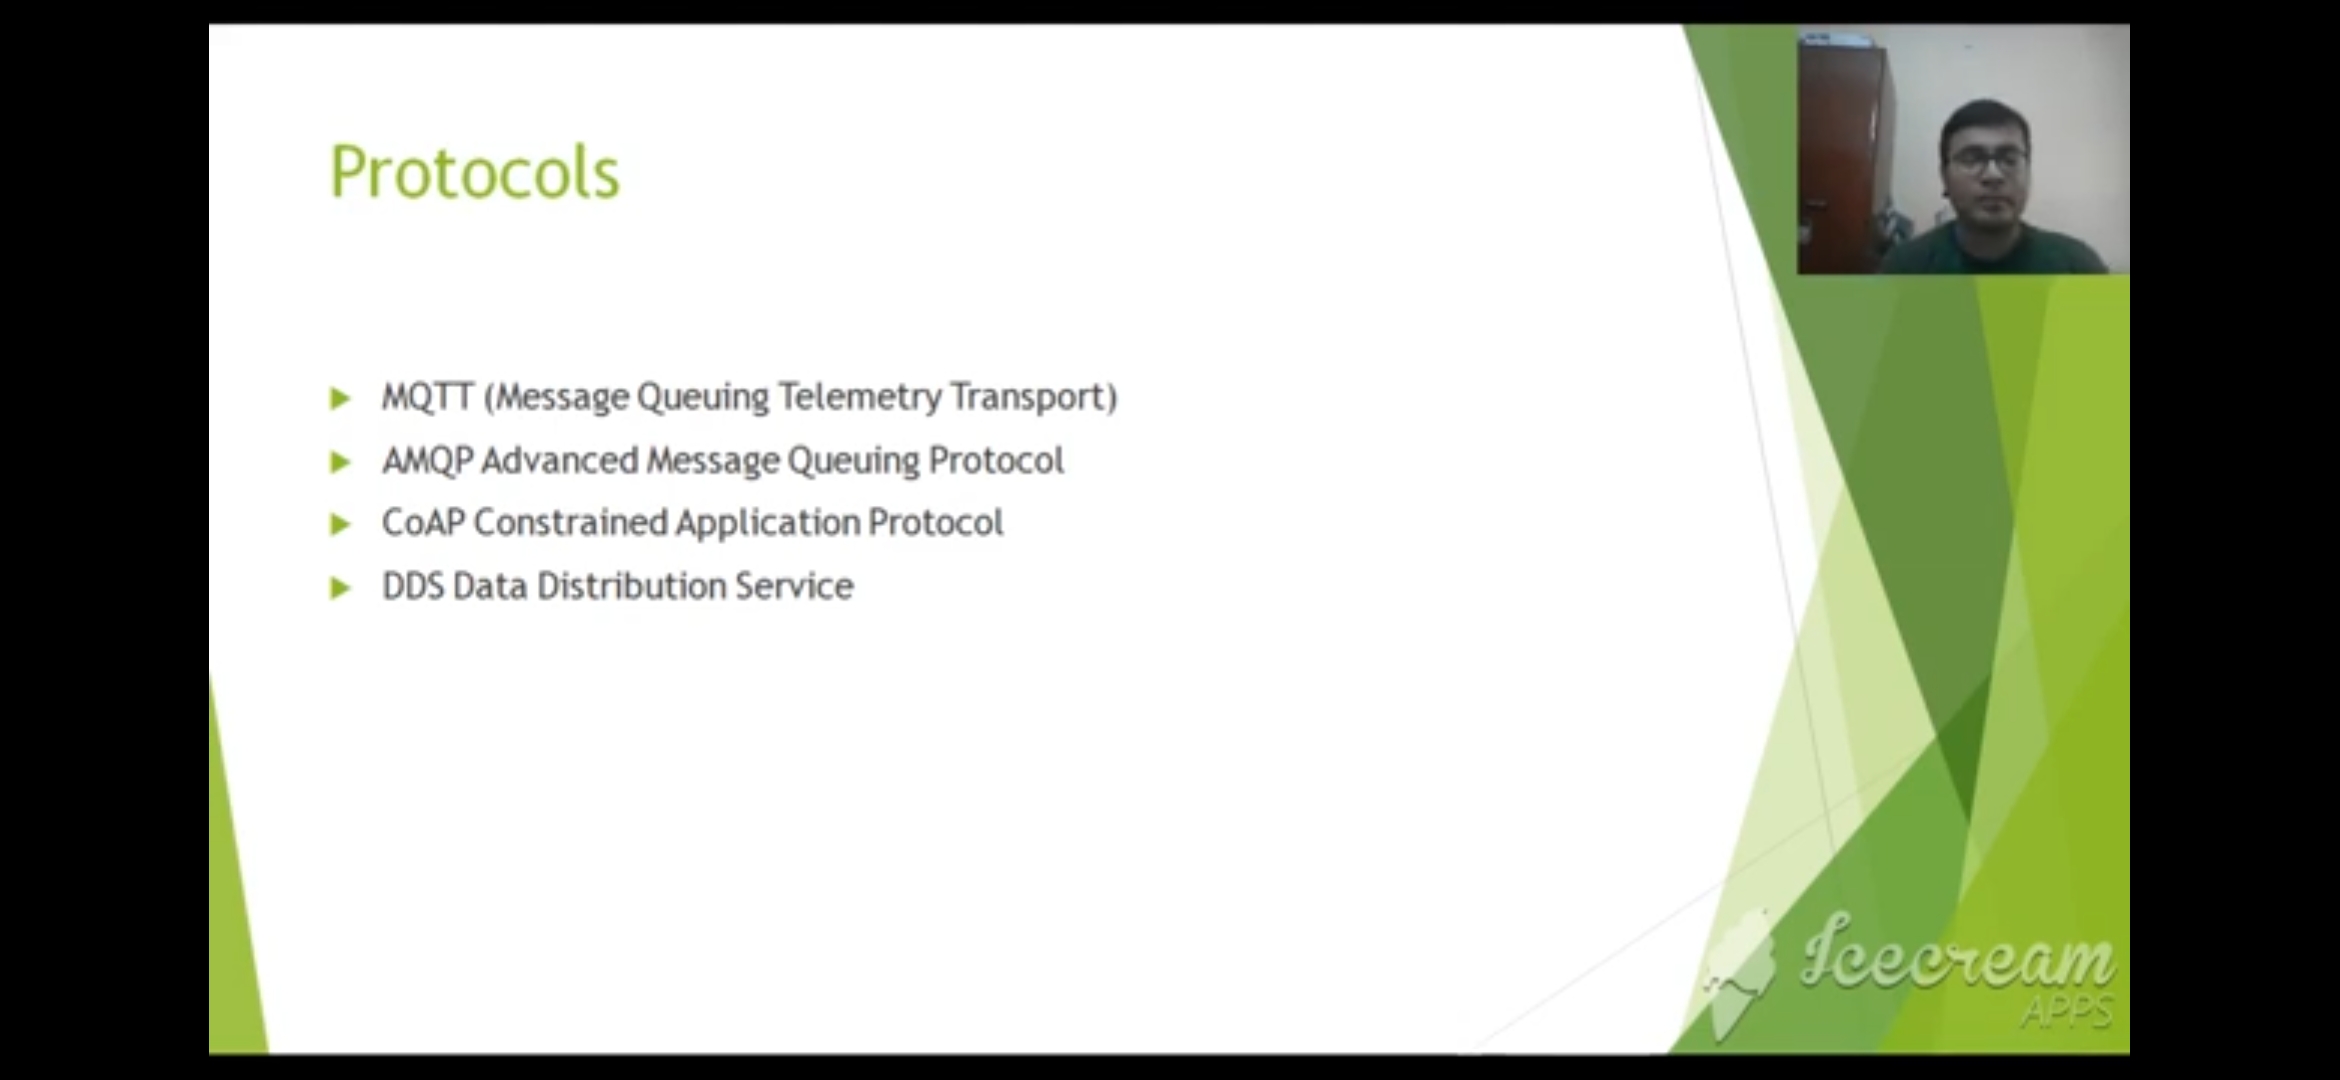 Protocols
MQTT (Message Queuing Telemetry Transport)
AMQP Advanced Message Queuing Protocol
CoAP Constrained Application Protocol
DDS Data Distribution Service
Icecream
APPS